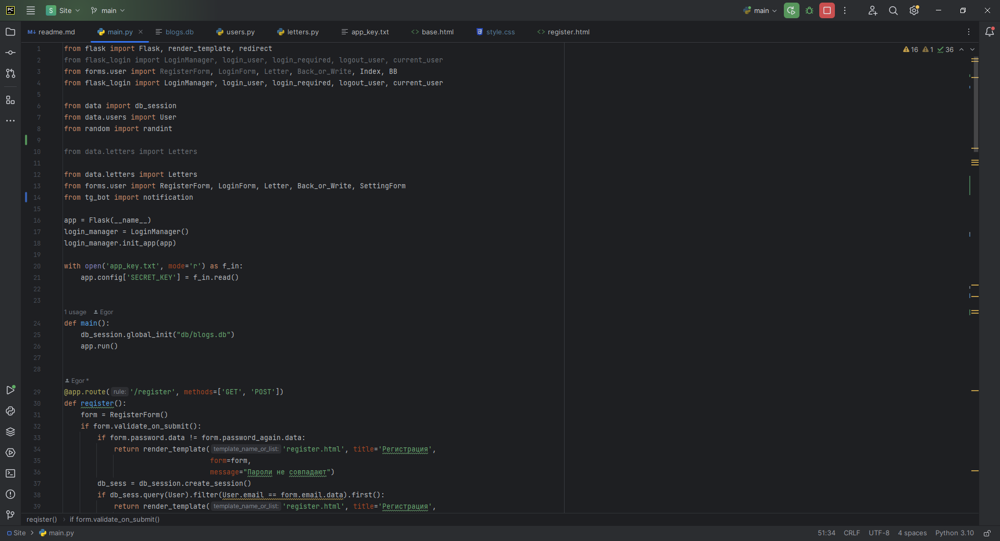 PC
S Site main main
readme.md main.py blogs.db users.py letters.py app_key.txt base.html style.css register.html
16 1 36
1 from flask import Flask, render_template, redirect
2 from flask_login import LoginManager, login_user, login_required, logout_user, current_user
3 from forms.user import RegisterForm, LoginForm, Letter, Back_or_Write, Index, BB
4 from flask_login import LoginManager, login_user, login_required, logout_user, current_user
5
6 from data import db_session
7 from data.users import User
8 from random import randint
9
10 from data.letters import Letters
11
12 from data.letters import Letters
13 from forms.user import RegisterForm, LoginForm, Letter, Back_or_Write, SettingForm
14 from tg_bot import notification
15
16 app = Flask(__name__)
17 login_manager = LoginManager()
18 login_manager.init_app(app)
19
20 with open('app_key.txt', mode='r') as f_in:
21     app.config['SECRET_KEY'] = f_in.read()
22
23
1 usage Egor
24 def main():
25     db_session.global_init("db/blogs.db")
26     app.run()
27
28
Egor *
29 @app.route( rule: '/register', methods=['GET', 'POST'])
30 def reqister():
31     form = RegisterForm()
32     if form.validate_on_submit():
33         if form.password.data != form.password_again.data:
34             return render_template( template_name_or_list: 'register.html', title='Регистрация',
35                                    form=form,
36                                    message="Пароли не совпадают")
37         db_sess = db_session.create_session()
38         if db_sess.query(User).filter(User.email == form.email.data).first():
39             return render_template( template_name_or_list: 'register.html', title='Регистрация',
reqister() › if form.validate_on_submit()
Site › main.py 51:34 CRLF UTF-8 4 spaces Python 3.10